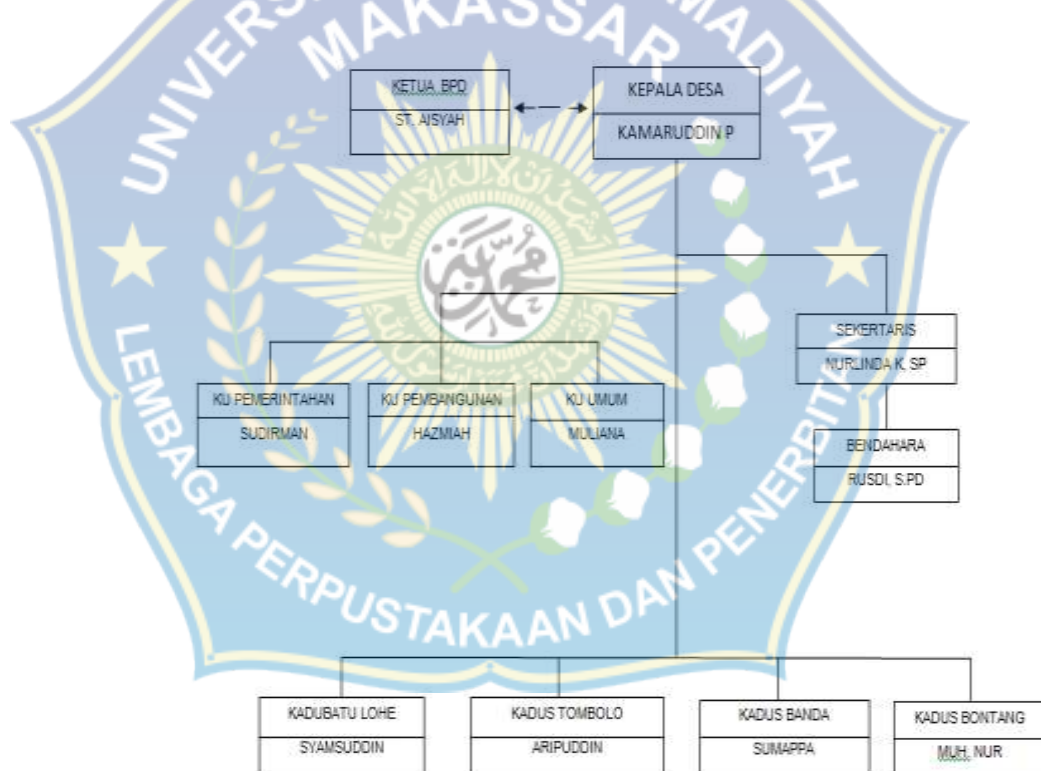 UNIVERSITAS MUHAMMADIYAH
MAKASSAR
KETUA BPD
ST. AISYAH
KEPALA DESA
KAMARUDDIN P
SEKERTARIS
NURLINDA K, SP
KU PEMERINTAHAN
SUDIRMAN
KU PEMBANGUNAN
HAZMIAH
KU UMUM
MULIANA
BENDAHARA
RUSDI, S.PD
LEMBAGA PERPUSTAKAAN DAN PENERBITAN
KADUBATU LOHE
SYAMSUDDIN
KADUS TOMBOLO
ARIPUDDIN
KADUS BANDA
SUMAPPA
KADUS BONTANG
MUH. NUR